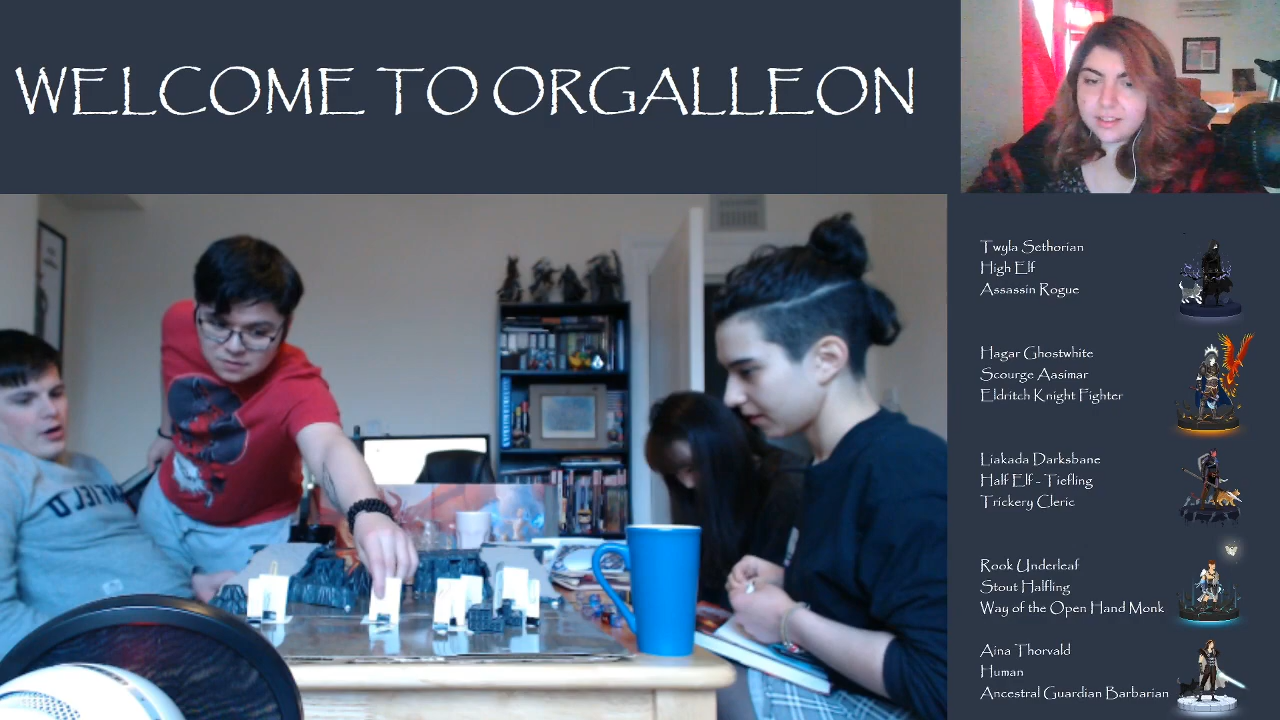 WELCOME TO ORGALLEON
Twyla Sethorian
High Elf
Assassin Rogue
Hagar Ghostwhite
Scourge Aasimar
Eldritch Knight Fighter
Liakada Darksbane
Half Elf - Tiefling
Trickery Cleric
Rook Underleaf
Stout Halfling
Way of the Open Hand Monk
Aina Thorvald
Human
Ancestral Guardian Barbarian